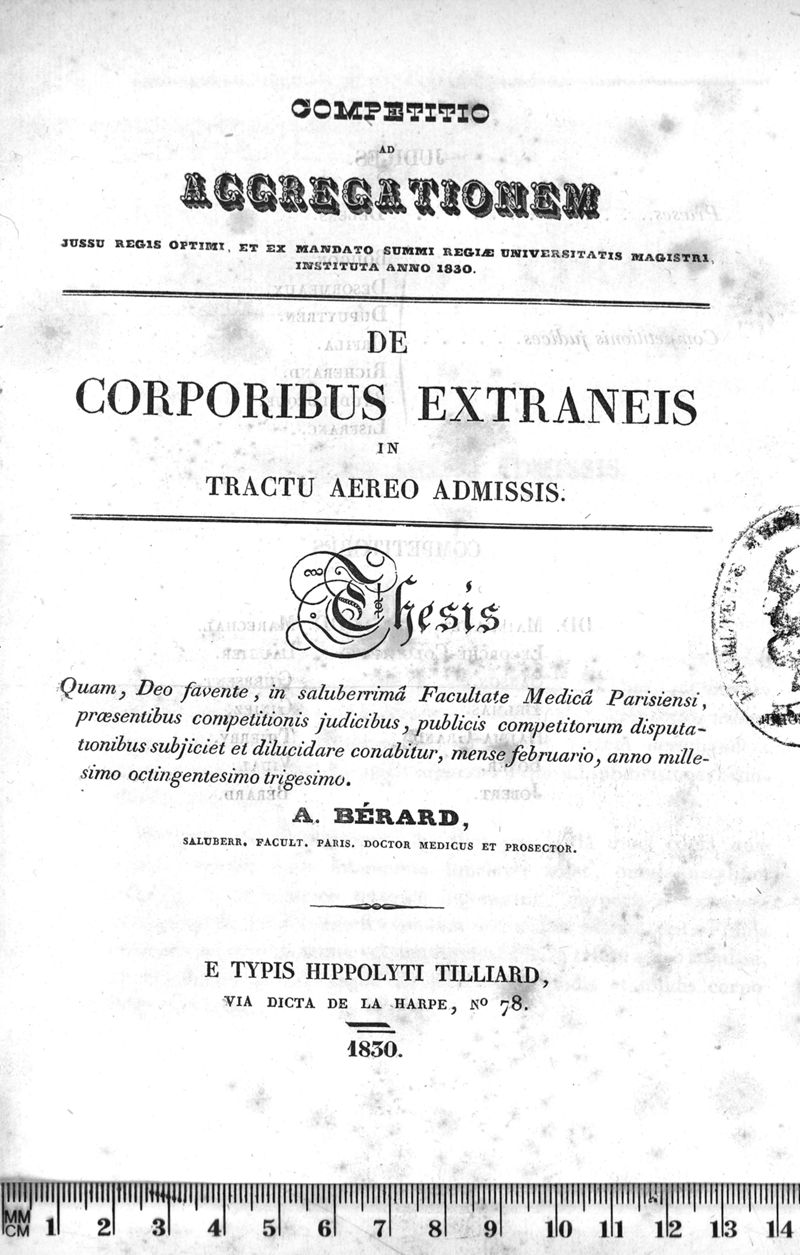 COMPETITIO
AD
AGGREGATIONEM
JUSSU REGIS OPTIMI, ET EX MANDATO SUMMI REGIÆ UNIVERSITATIS MAGISTRI,
INSTITUTA ANNO 1830.
DE
CORPORIBUS EXTRANEIS
IN
TRACTU AEREO ADMISSIS.
Thesis
Quam, Deo favente, in saluberrimâ Facultate Medicâ Parisiensi,
præsentibus competitionis judicibus, publicis competitorum disputa-
tionibus subjiciet et dilucidare conabitur, mense februario, anno mille-
simo octingentesimo trigesimo.
A. BÉRARD,
SALUBERR. FACULT. PARIS. DOCTOR MEDICUS ET PROSECTOR.
E TYPIS HIPPOLYTI TILLIARD,
VIA DICTA DE LA HARPE, Nº 78.
1830.
FACULTE DE
MM
CM 1 2 3 4 5 6 7 8 9 10 11 12 13 14